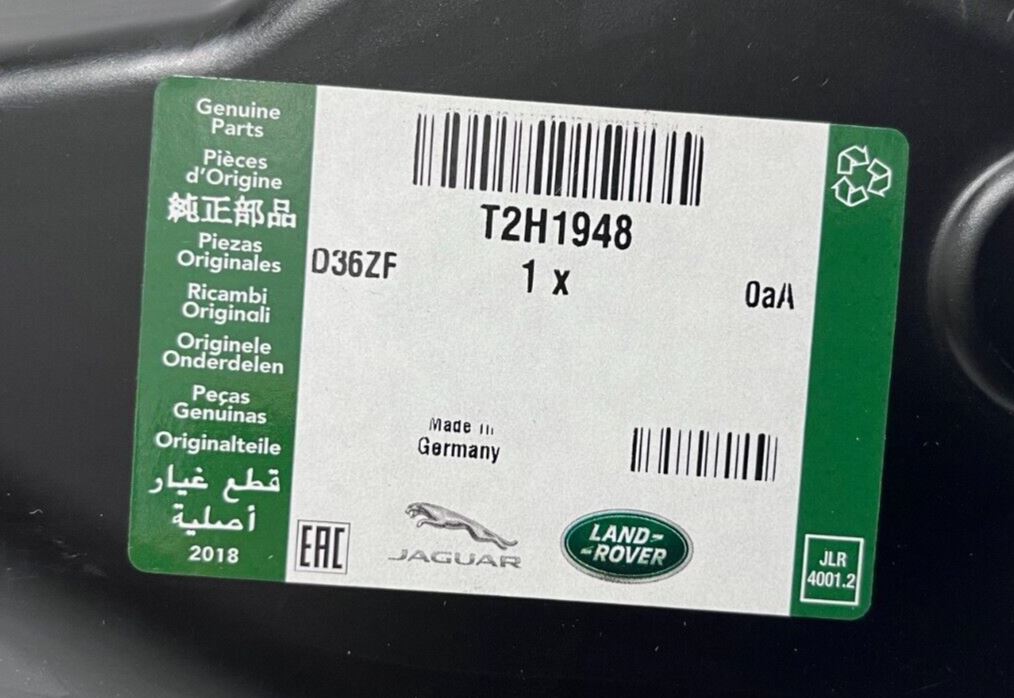 Genuine
Parts
Pièces
d'Origine
純正部品
Piezas
Originales
Ricambi
Originali
Originele
Onderdelen
Peças
Genuinas
Originalteile
قطع غيار
أصلية
2018
T2H1948
D36ZF
1 x
0aA
Made in
Germany
EAC
JAGUAR
LAND-
-ROVER
JLR
4001.2